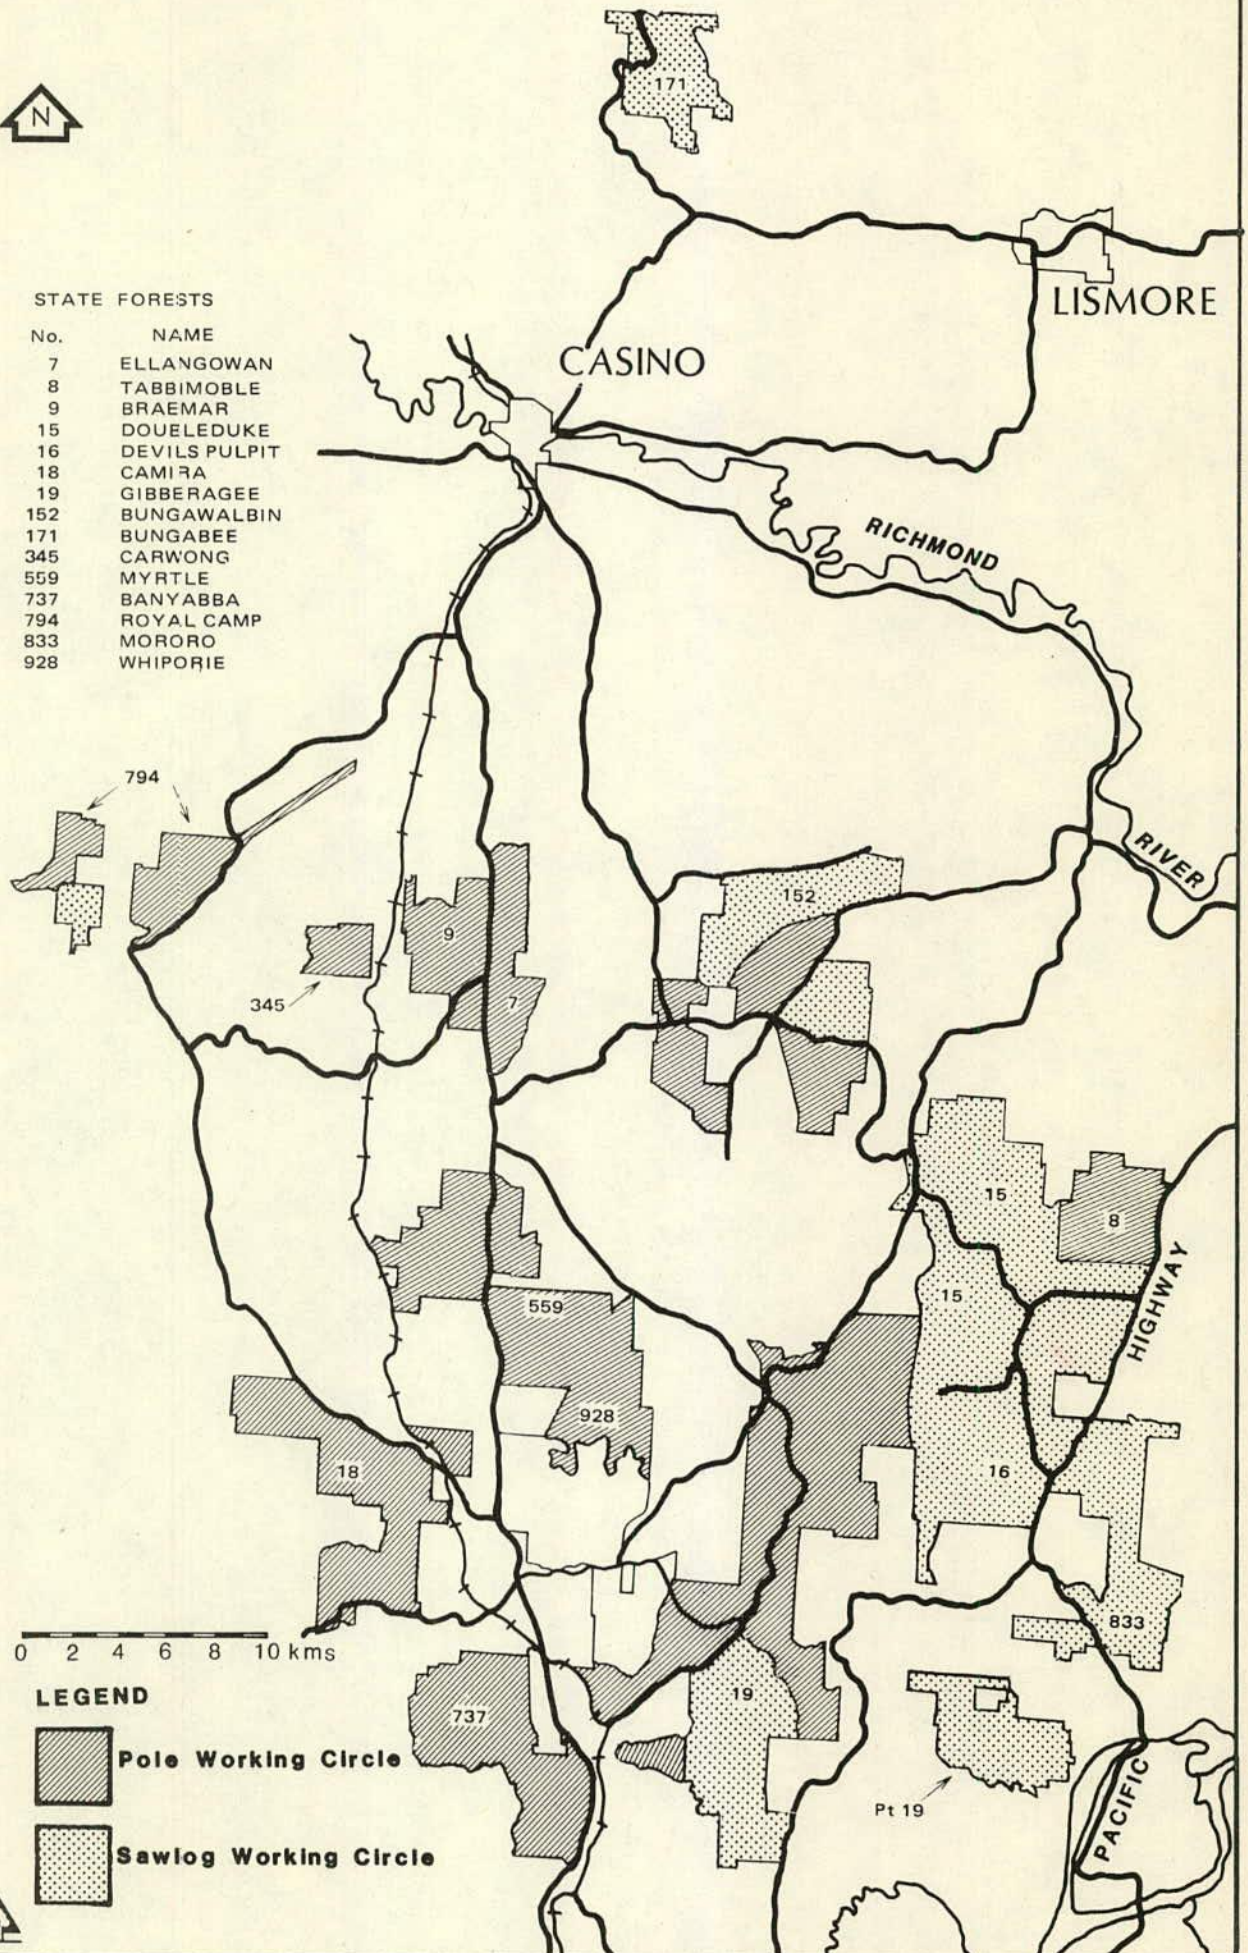 171
N
LISMORE
STATE FORESTS
No. NAME
CASINO
7 ELLANGOWAN
8 TABBIMOBLE
9 BRAEMAR
15 DOUBLEDUKE
16 DEVILS PULPIT
18 CAMIRA
19 GIBBERAGEE
152 BUNGAWALBIN
171 BUNGABEE
345 CARWONG
559 MYRTLE
737 BANYABBA
794 ROYAL CAMP
833 MORORO
928 WHIPORIE
RICHMOND
794
RIVER
152
9
345
7
15
8
15
559
HIGHWAY
928
18
16
833
0 2 4 6 8 10 kms
LEGEND
19
737
Pole Working Circle
Pt 19
PACIFIC
Sawlog Working Circle